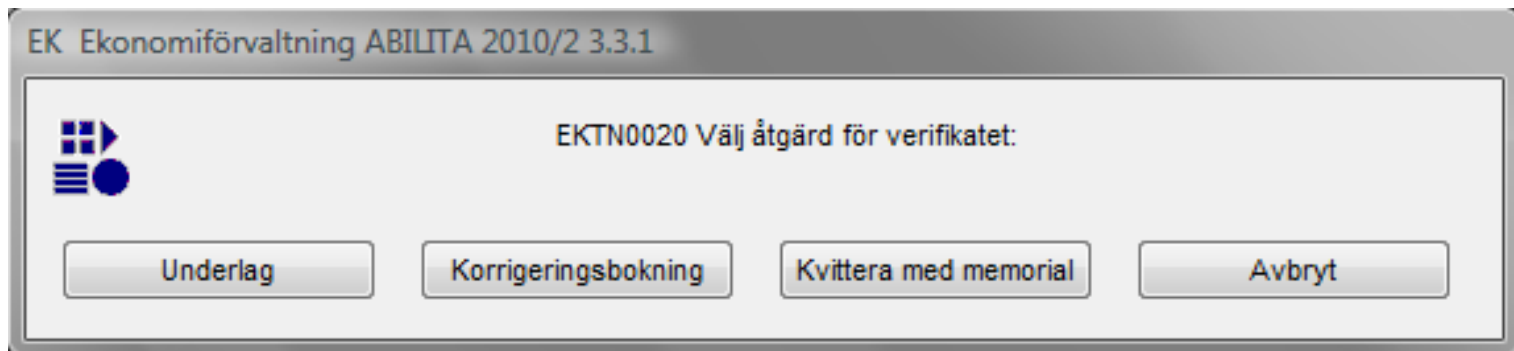 EK Ekonomiförvaltning ABILITA 2010/2 3.3.1
EKTN0020 Välj åtgärd för verifikatet:
Underlag Korrigeringsbokning Kvittera med memorial Avbryt